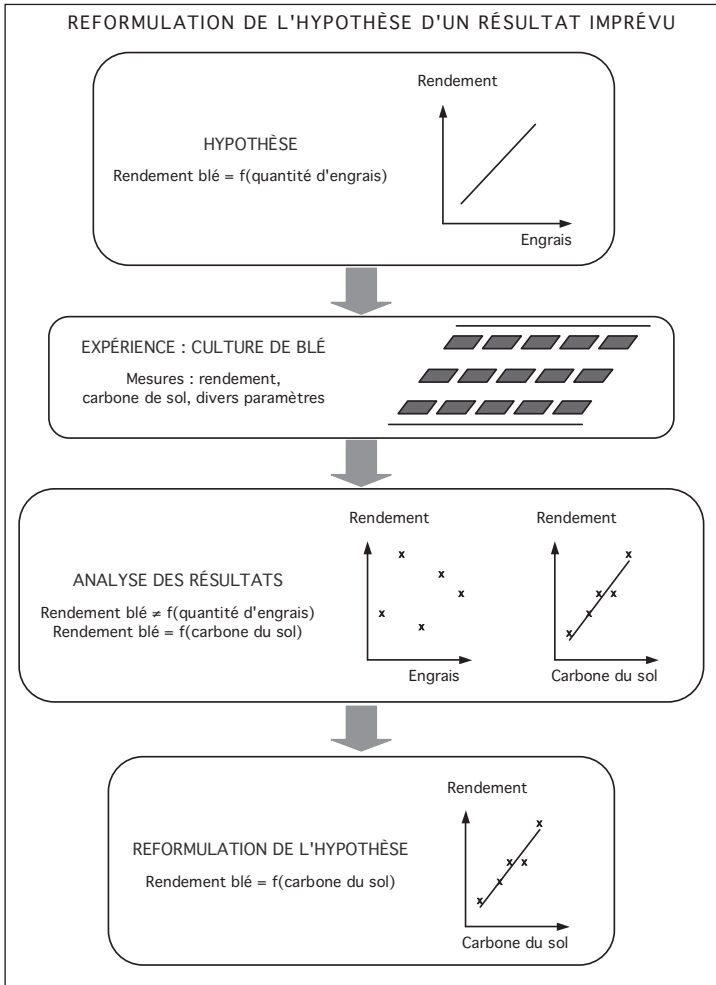 REFORMULATION DE L'HYPOTHÈSE D'UN RÉSULTAT IMPRÉVU
Rendement
HYPOTHÈSE
Rendement blé = f(quantité d'engrais)
Engrais
EXPÉRIENCE : CULTURE DE BLÉ
Mesures : rendement,
carbone de sol, divers paramètres
Rendement
Rendement
ANALYSE DES RÉSULTATS
Rendement blé ≠ f(quantité d'engrais)
Rendement blé = f(carbone du sol)
Engrais
Carbone du sol
Rendement
REFORMULATION DE L'HYPOTHÈSE
Rendement blé = f(carbone du sol)
Carbone du sol